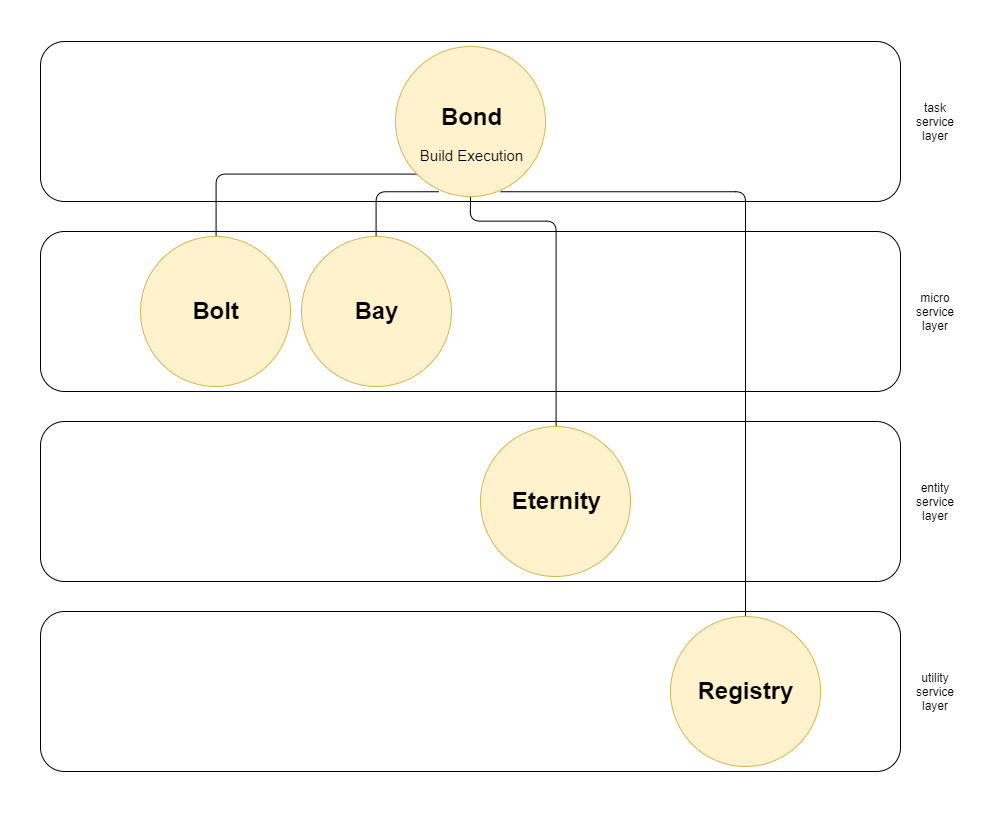 Bond
Build Execution
task
service
layer
Bolt
Bay
micro
service
layer
Eternity
entity
service
layer
Registry
utility
service
layer